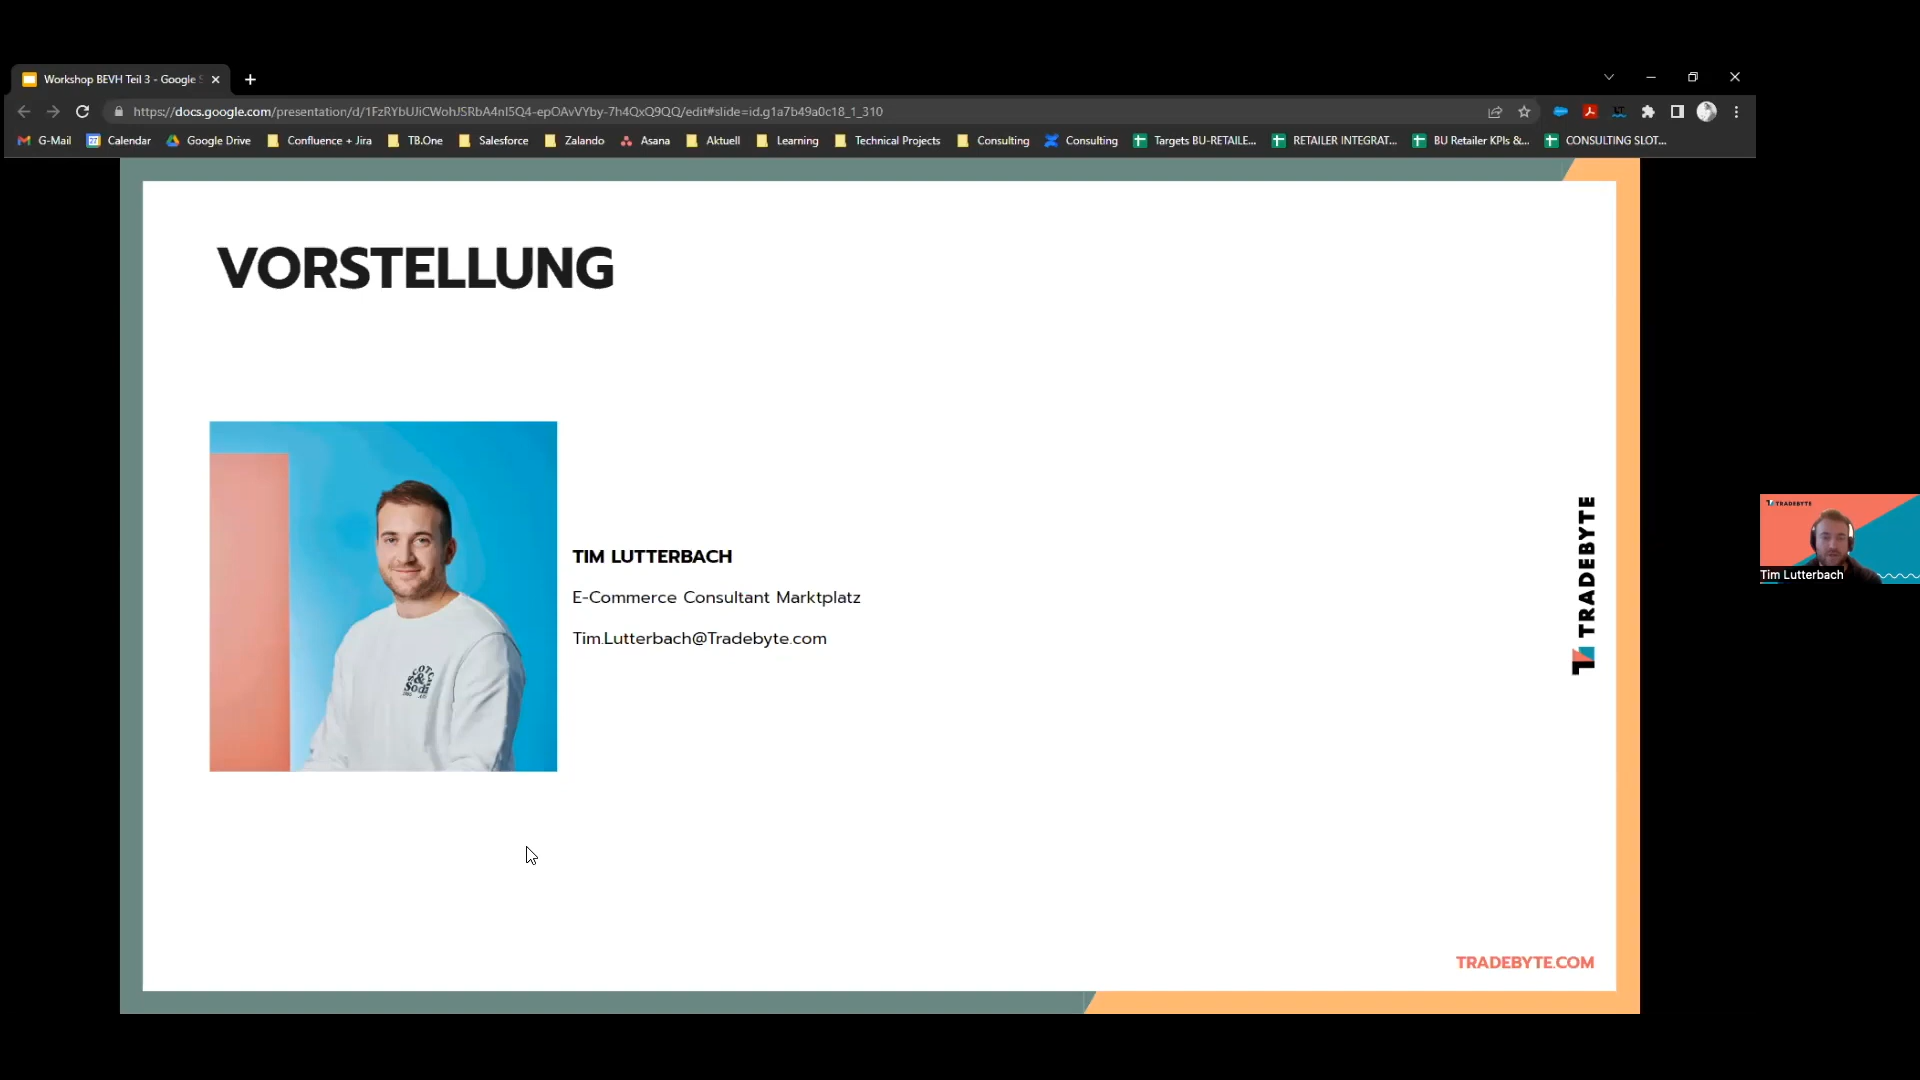 Workshop BEVH Teil 3 - Google
https://docs.google.com/presentation/d/1FzRYbUJiCWohJSRbA4nI5Q4-epOAvVYby-7h4QxQ9QQ/edit#slide=id.g1a7b49a0c18_1_310
G-Mail Calendar Google Drive Confluence + Jira TB.One Salesforce Zalando Asana Aktuell Learning Technical Projects Consulting Consulting Targets BU-RETAILE... RETAILER INTEGRAT... BU Retailer KPIs &... CONSULTING SLOT...
VORSTELLUNG
TIM LUTTERBACH
E-Commerce Consultant Marktplatz
Tim.Lutterbach@Tradebyte.com
TRADEBYTE
TRADEBYTE.COM
TRADEBYTE
Tim Lutterbach